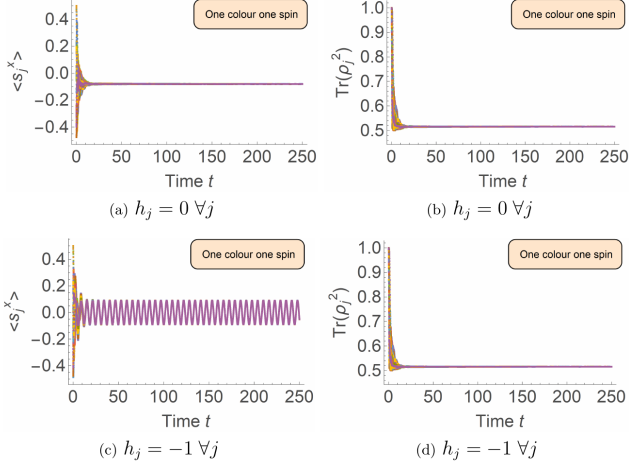 One colour one spin
0.4
0.2
0.0
−0.2
−0.4
<s_j^x>
0 50 100 150 200 250
Time t
(a) h_j = 0 ∀j
One colour one spin
1.0
0.9
0.8
0.7
0.6
0.5
Tr(ρ_j^2)
0 50 100 150 200 250
Time t
(b) h_j = 0 ∀j
One colour one spin
0.4
0.2
0.0
−0.2
−0.4
<s_j^x>
0 50 100 150 200 250
Time t
(c) h_j = −1 ∀j
One colour one spin
1.0
0.9
0.8
0.7
0.6
0.5
Tr(ρ_j^2)
0 50 100 150 200 250
Time t
(d) h_j = −1 ∀j